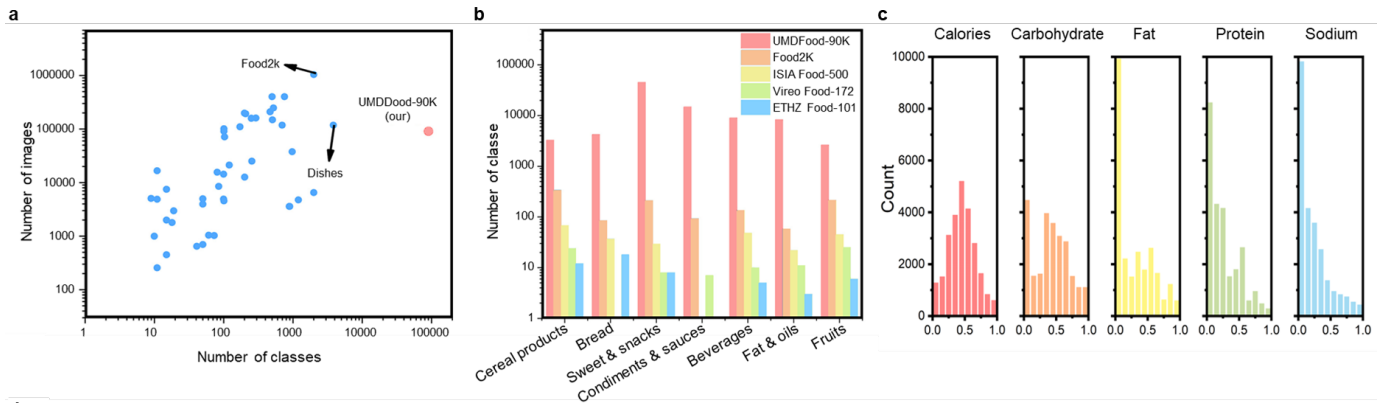 a
Number of images
1000000
100000
10000
1000
100
1
10
100
1000
10000
100000
Number of classes
Food2k
UMDDood-90K
(our)
Dishes
b
Number of classe
100000
10000
1000
100
10
1
UMDFood-90K
Food2K
ISIA Food-500
Vireo Food-172
ETHZ Food-101
Cereal products
Bread
Sweet & snacks
Condiments & sauces
Beverages
Fat & oils
Fruits
c
Calories
Carbohydrate
Fat
Protein
Sodium
Count
10000
8000
6000
4000
2000
0
0.0 0.5 1.0
0.0 0.5 1.0
0.0 0.5 1.0
0.0 0.5 1.0
0.0 0.5 1.0